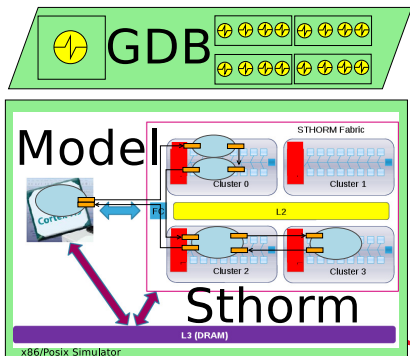 GDB
STHORM Fabric
Model
Cluster 0
Cluster 1
Cortex
FC
L2
Cluster 2
Cluster 3
Sthorm
L3 (DRAM)
x86/Posix Simulator